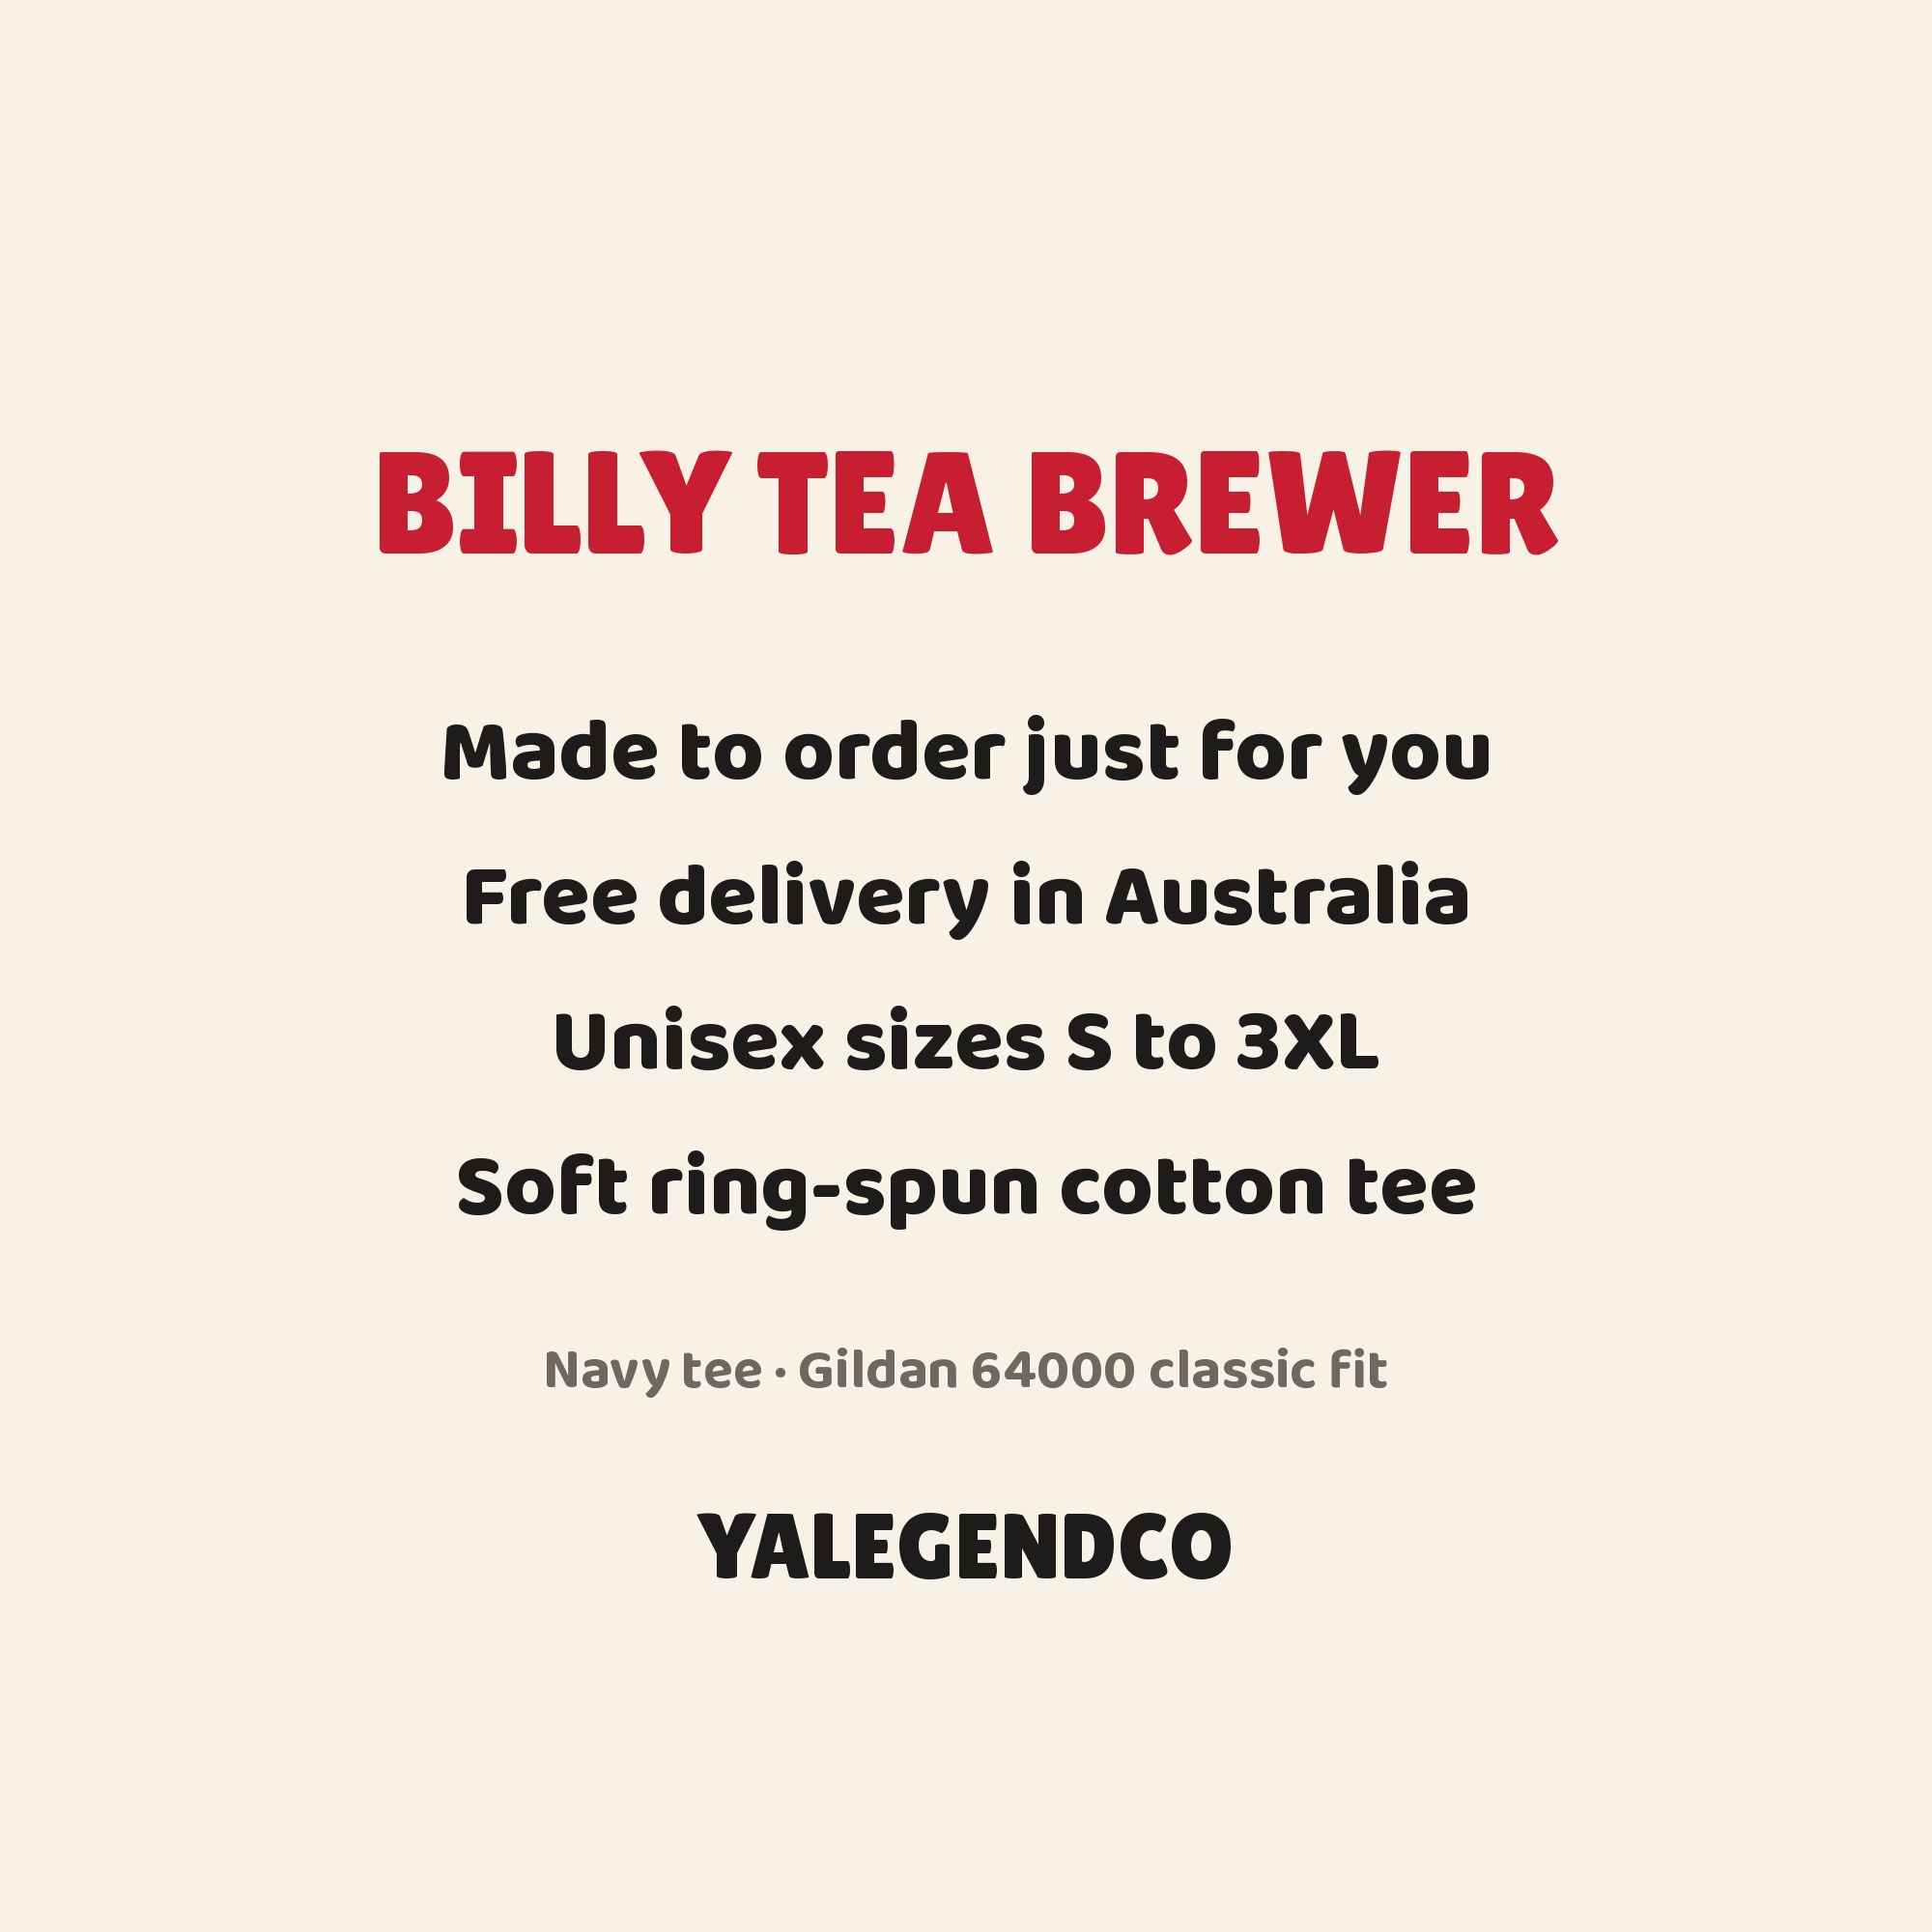 BILLY TEA BREWER
Made to order just for you
Free delivery in Australia
Unisex sizes S to 3XL
Soft ring-spun cotton tee
Navy tee · Gildan 64000 classic fit
YALEGENDCO